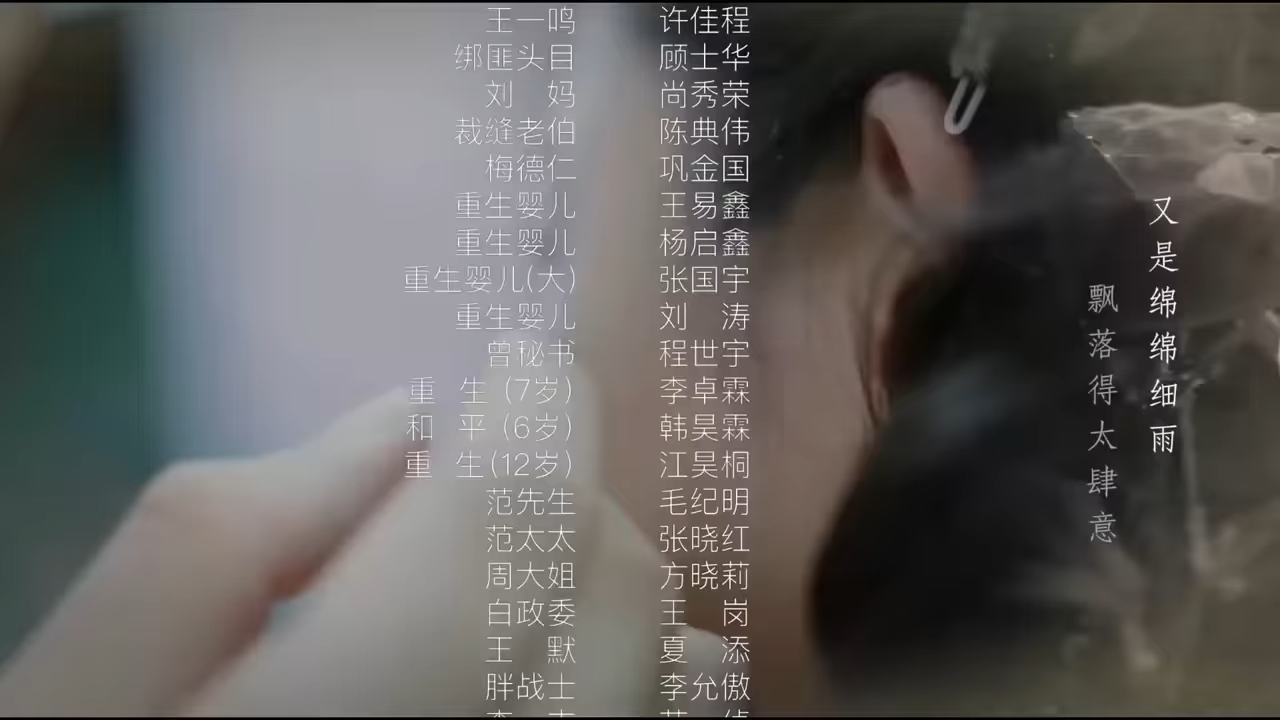 王一鸣 许佳程
绑匪头目 顾士华
刘 妈 尚秀荣
裁缝老伯 陈典伟
梅德仁 巩金国
重生婴儿 王易鑫
重生婴儿 杨启鑫
重生婴儿(大) 张国宇
重生婴儿 刘 涛
曾秘书 程世宇
重 生(7岁) 李卓霖
和 平(6岁) 韩昊霖
重 生(12岁) 江昊桐
范先生 毛纪明
范太太 张晓红
周大姐 方晓莉
白政委 王 岗
王 默 夏 添
胖战士 李允傲
又是绵绵细雨
飘落得太肆意